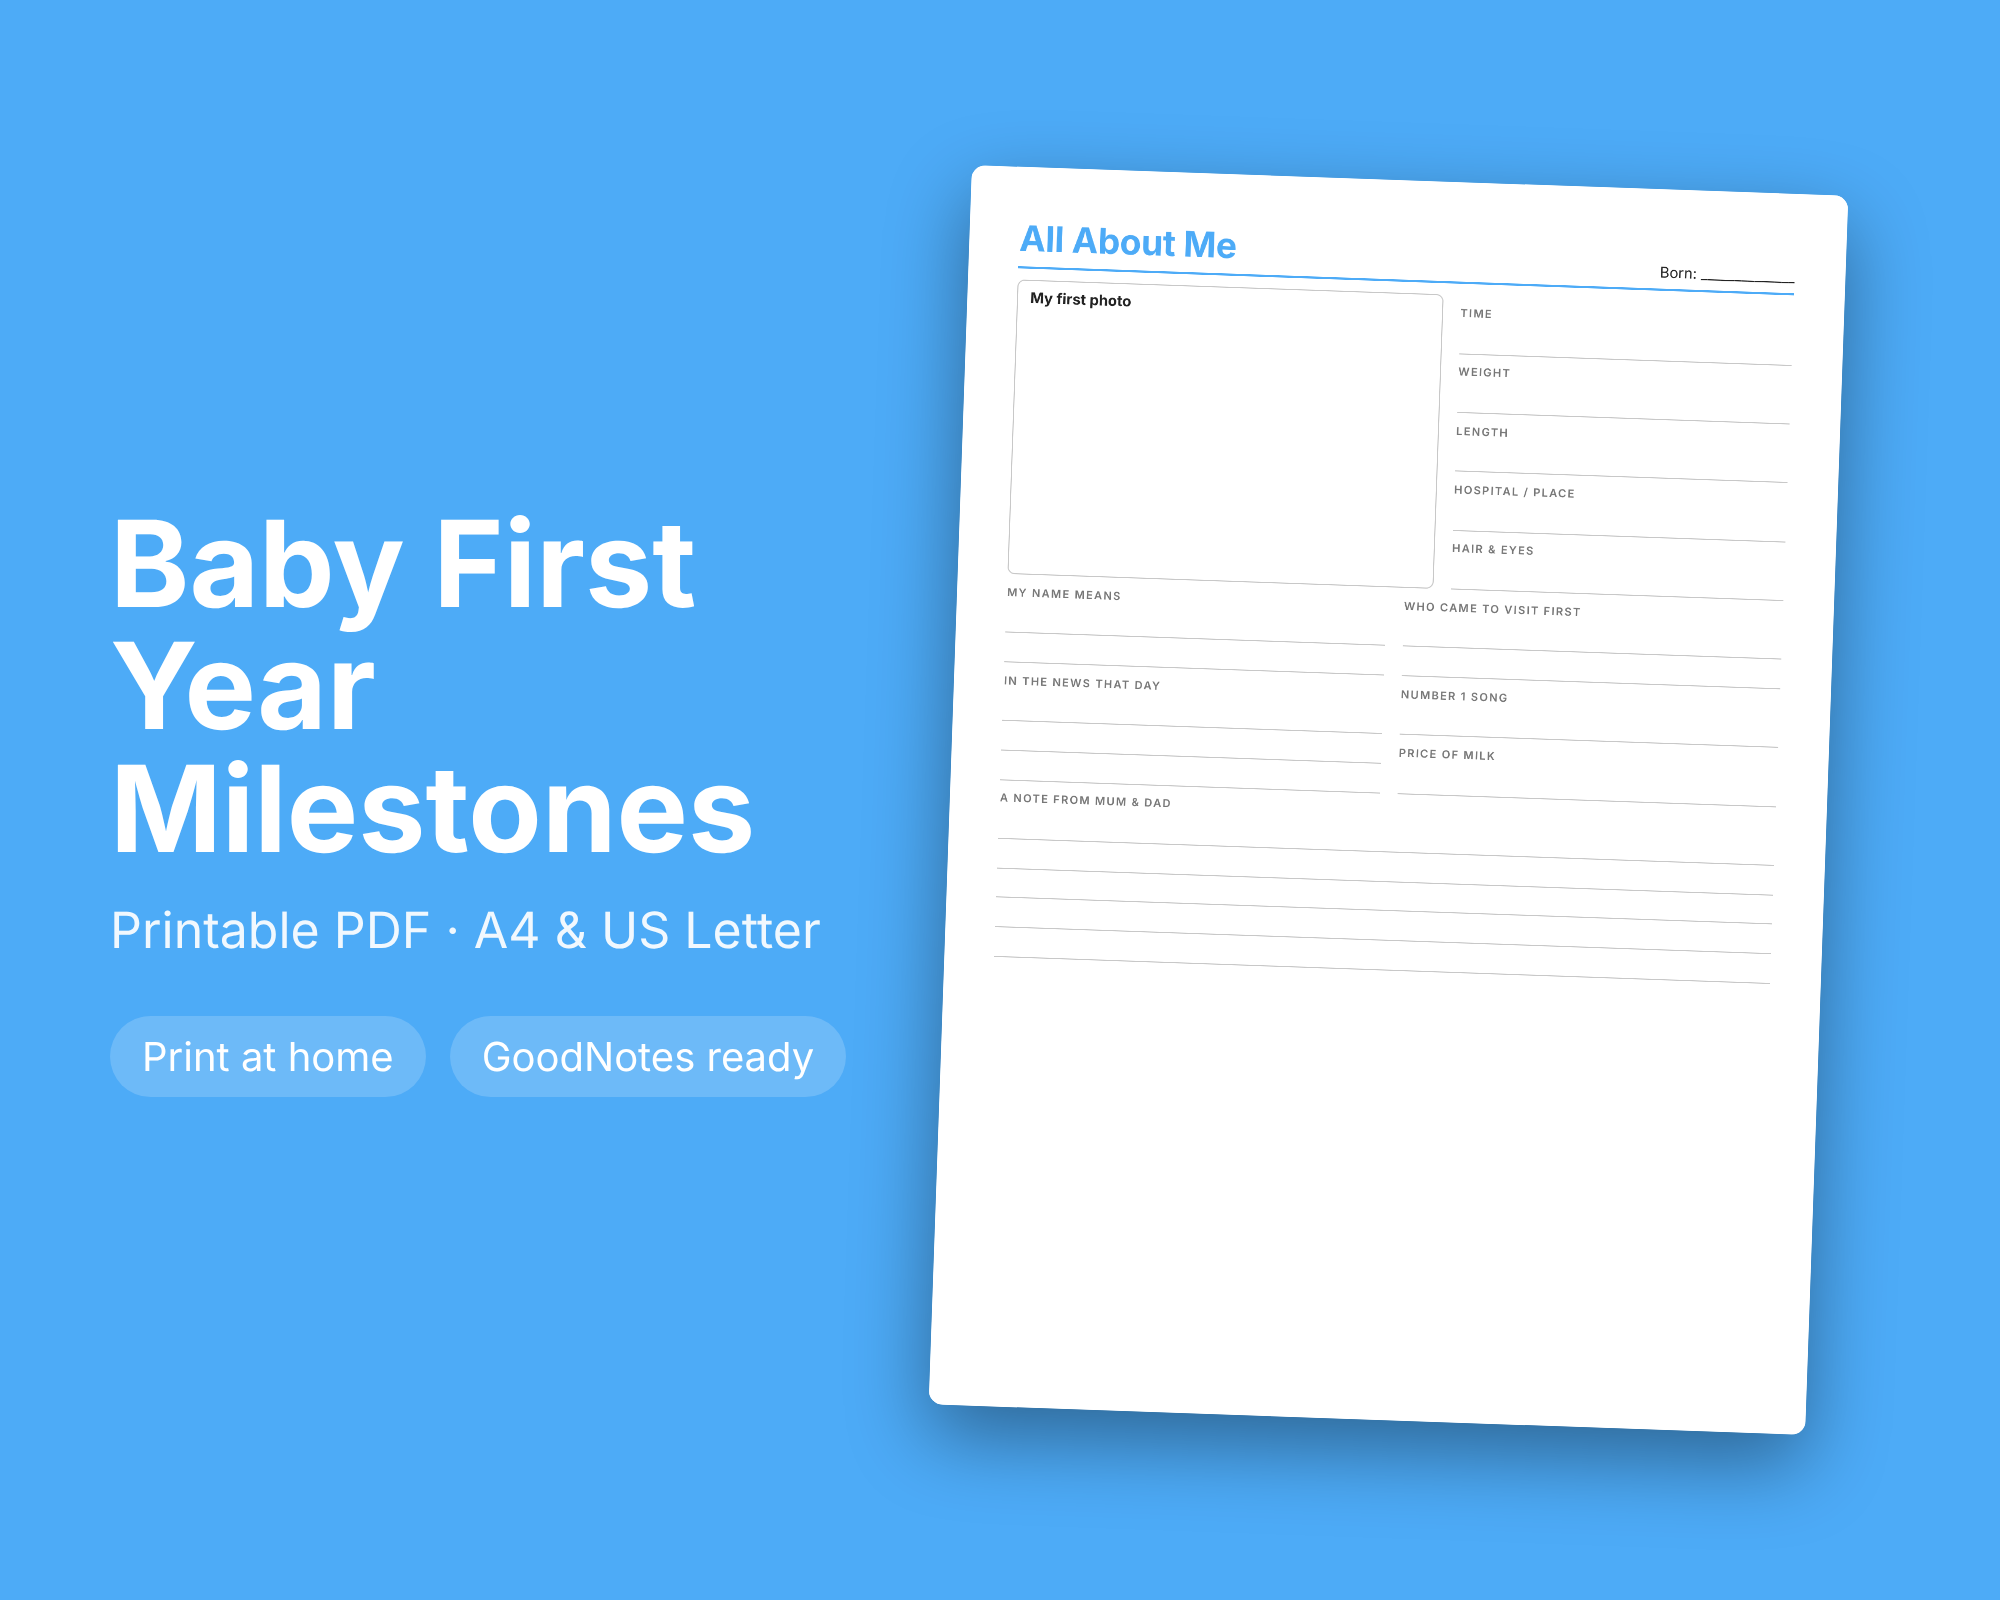 Baby First
Year
Milestones
Printable PDF · A4 & US Letter
Print at home
GoodNotes ready
All About Me
Born: ___________
My first photo
TIME
WEIGHT
LENGTH
HOSPITAL / PLACE
HAIR & EYES
MY NAME MEANS
WHO CAME TO VISIT FIRST
IN THE NEWS THAT DAY
NUMBER 1 SONG
PRICE OF MILK
A NOTE FROM MUM & DAD